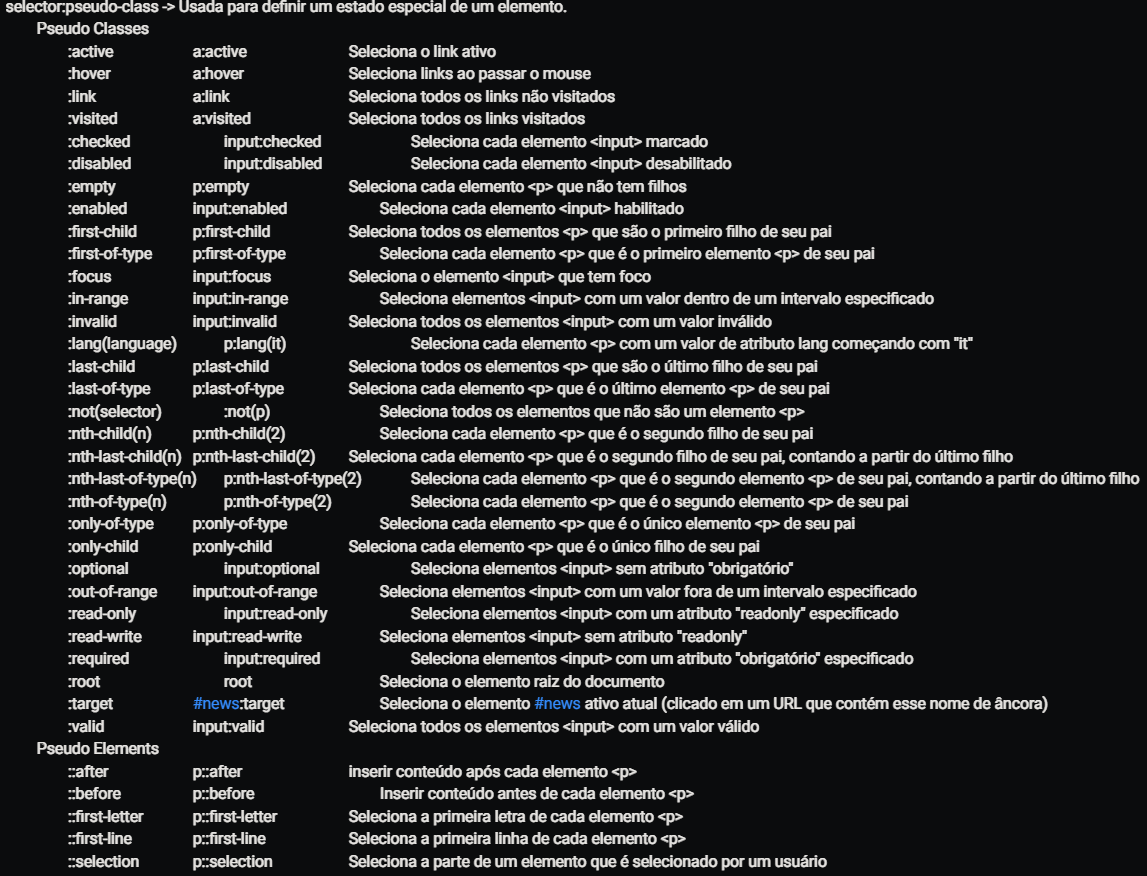 selector:pseudo-class -> Usada para definir um estado especial de um elemento.
Pseudo Classes
:active a:active Seleciona o link ativo
:hover a:hover Seleciona links ao passar o mouse
:link a:link Seleciona todos os links não visitados
:visited a:visited Seleciona todos os links visitados
:checked input:checked Seleciona cada elemento <input> marcado
:disabled input:disabled Seleciona cada elemento <input> desabilitado
:empty p:empty Seleciona cada elemento <p> que não tem filhos
:enabled input:enabled Seleciona cada elemento <input> habilitado
:first-child p:first-child Seleciona todos os elementos <p> que são o primeiro filho de seu pai
:first-of-type p:first-of-type Seleciona cada elemento <p> que é o primeiro elemento <p> de seu pai
:focus input:focus Seleciona o elemento <input> que tem foco
:in-range input:in-range Seleciona elementos <input> com um valor dentro de um intervalo especificado
:invalid input:invalid Seleciona todos os elementos <input> com um valor inválido
:lang(language) p:lang(it) Seleciona cada elemento <p> com um valor de atributo lang começando com "it"
:last-child p:last-child Seleciona todos os elementos <p> que são o último filho de seu pai
:last-of-type p:last-of-type Seleciona cada elemento <p> que é o último elemento <p> de seu pai
:not(selector) :not(p) Seleciona todos os elementos que não são um elemento <p>
:nth-child(n) p:nth-child(2) Seleciona cada elemento <p> que é o segundo filho de seu pai
:nth-last-child(n) p:nth-last-child(2) Seleciona cada elemento <p> que é o segundo filho de seu pai, contando a partir do último filho
:nth-last-of-type(n) p:nth-last-of-type(2) Seleciona cada elemento <p> que é o segundo elemento <p> de seu pai, contando a partir do último filho
:nth-of-type(n) p:nth-of-type(2) Seleciona cada elemento <p> que é o segundo elemento <p> de seu pai
:only-of-type p:only-of-type Seleciona cada elemento <p> que é o único elemento <p> de seu pai
:only-child p:only-child Seleciona cada elemento <p> que é o único filho de seu pai
:optional input:optional Seleciona elementos <input> sem atributo "obrigatório"
:out-of-range input:out-of-range Seleciona elementos <input> com um valor fora de um intervalo especificado
:read-only input:read-only Seleciona elementos <input> com um atributo "readonly" especificado
:read-write input:read-write Seleciona elementos <input> sem atributo "readonly"
:required input:required Seleciona elementos <input> com um atributo "obrigatório" especificado
:root root Seleciona o elemento raiz do documento
:target #news:target Seleciona o elemento #news ativo atual (clicado em um URL que contém esse nome de âncora)
:valid input:valid Seleciona todos os elementos <input> com um valor válido
Pseudo Elements
::after p::after inserir conteúdo após cada elemento <p>
::before p::before Inserir conteúdo antes de cada elemento <p>
::first-letter p::first-letter Seleciona a primeira letra de cada elemento <p>
::first-line p::first-line Seleciona a primeira linha de cada elemento <p>
::selection p::selection Seleciona a parte de um elemento que é selecionado por um usuário